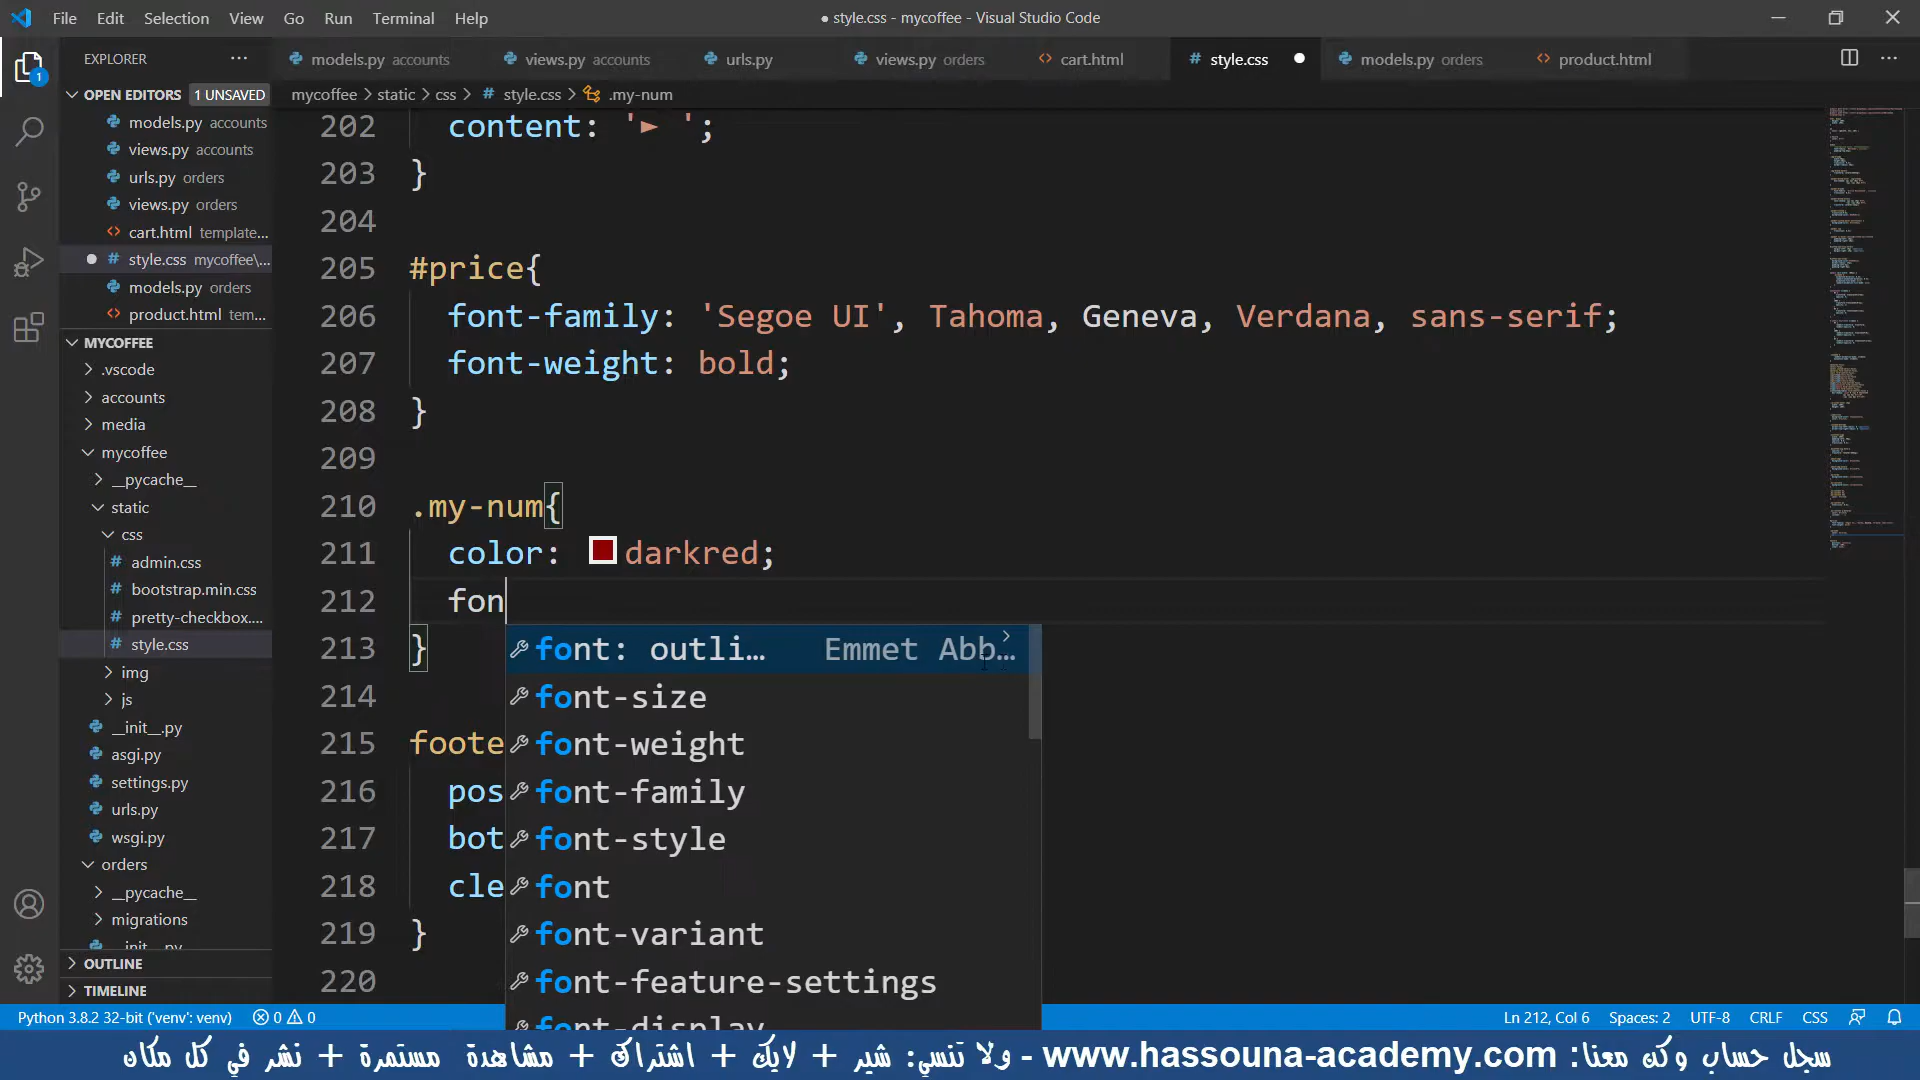 File Edit Selection View Go Run Terminal Help
● style.css - mycoffee - Visual Studio Code
EXPLORER
models.py accounts
views.py accounts
urls.py
views.py orders
cart.html
style.css
models.py orders
product.html
OPEN EDITORS 1 UNSAVED
models.py accounts
views.py accounts
urls.py orders
views.py orders
cart.html template...
style.css mycoffee\...
models.py orders
product.html tem...
MYCOFFEE
.vscode
accounts
media
mycoffee
__pycache__
static
css
admin.css
bootstrap.min.css
pretty-checkbox....
style.css
img
js
__init__.py
asgi.py
settings.py
urls.py
wsgi.py
orders
__pycache__
migrations
__init__.py
OUTLINE
TIMELINE
mycoffee > static > css > # style.css > .my-num
202 content: '► ';
203 }
204
205 #price{
206 font-family: 'Segoe UI', Tahoma, Geneva, Verdana, sans-serif;
207 font-weight: bold;
208 }
209
210 .my-num{
211 color: darkred;
212 fon
213 }
214
215 foote
216 pos
217 bot
218 cle
219 }
220
font: outli... Emmet Abb...
font-size
font-weight
font-family
font-style
font
font-variant
font-feature-settings
font-display
Python 3.8.2 32-bit ('venv': venv) 0 0
Ln 212, Col 6 Spaces: 2 UTF-8 CRLF CSS
سجل حساب وكن معنا: www.hassouna-academy.com - ولا تنسي: شير + لايك + اشتراك + مشاهدة مستمرة + نشر في كل مكان